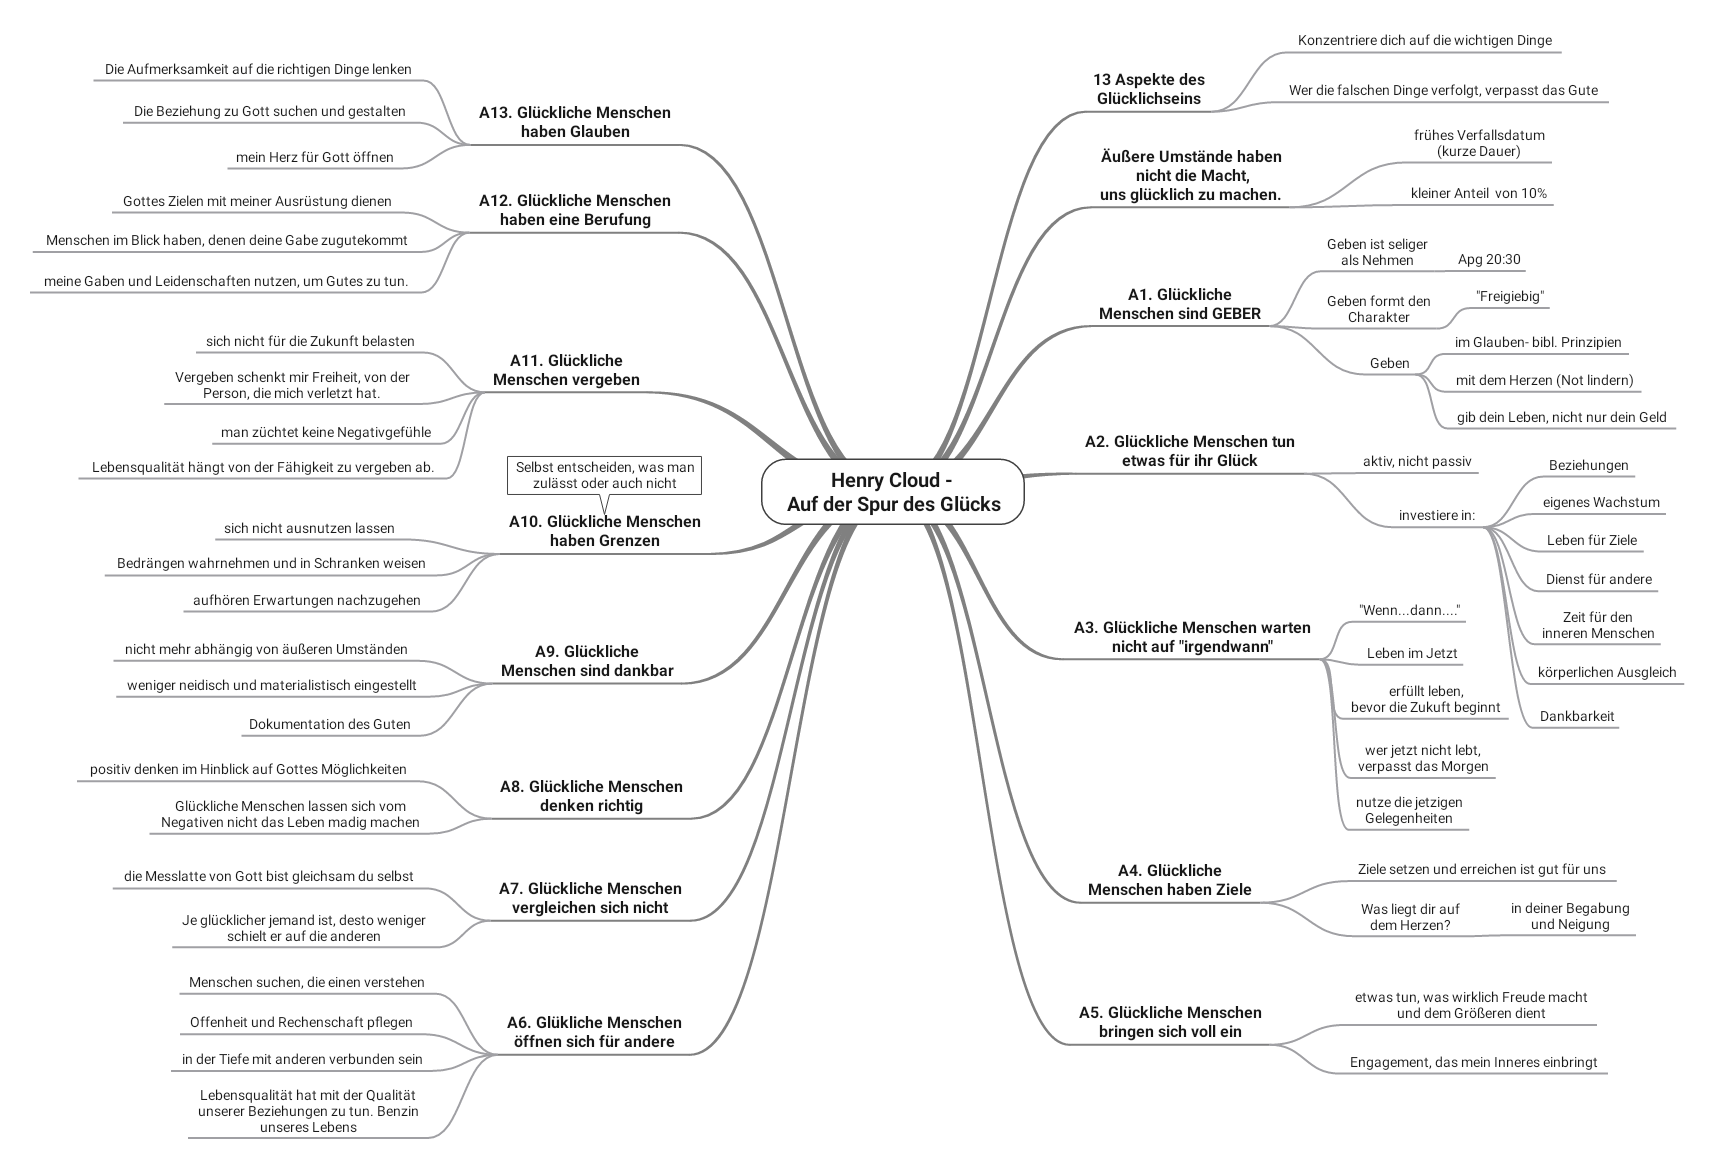 Henry Cloud -
Auf der Spur des Glücks
13 Aspekte des
Glücklichseins
Konzentriere dich auf die wichtigen Dinge
Wer die falschen Dinge verfolgt, verpasst das Gute
Äußere Umstände haben
nicht die Macht,
uns glücklich zu machen.
frühes Verfallsdatum
(kurze Dauer)
kleiner Anteil  von 10%
A1. Glückliche
Menschen sind GEBER
Geben ist seliger
als Nehmen
Apg 20:30
Geben formt den
Charakter
"Freigiebig"
Geben
im Glauben- bibl. Prinzipien
mit dem Herzen (Not lindern)
gib dein Leben, nicht nur dein Geld
A2. Glückliche Menschen tun
etwas für ihr Glück
aktiv, nicht passiv
investiere in:
Beziehungen
eigenes Wachstum
Leben für Ziele
Dienst für andere
Zeit für den
inneren Menschen
körperlichen Ausgleich
Dankbarkeit
A3. Glückliche Menschen warten
nicht auf "irgendwann"
"Wenn...dann...."
Leben im Jetzt
erfüllt leben,
bevor die Zukuft beginnt
wer jetzt nicht lebt,
verpasst das Morgen
nutze die jetzigen
Gelegenheiten
A4. Glückliche
Menschen haben Ziele
Ziele setzen und erreichen ist gut für uns
Was liegt dir auf
dem Herzen?
in deiner Begabung
und Neigung
A5. Glückliche Menschen
bringen sich voll ein
etwas tun, was wirklich Freude macht
und dem Größeren dient
Engagement, das mein Inneres einbringt
A13. Glückliche Menschen
haben Glauben
Die Aufmerksamkeit auf die richtigen Dinge lenken
Die Beziehung zu Gott suchen und gestalten
mein Herz für Gott öffnen
A12. Glückliche Menschen
haben eine Berufung
Gottes Zielen mit meiner Ausrüstung dienen
Menschen im Blick haben, denen deine Gabe zugutekommt
meine Gaben und Leidenschaften nutzen, um Gutes zu tun.
A11. Glückliche
Menschen vergeben
sich nicht für die Zukunft belasten
Vergeben schenkt mir Freiheit, von der
Person, die mich verletzt hat.
man züchtet keine Negativgefühle
Lebensqualität hängt von der Fähigkeit zu vergeben ab.
Selbst entscheiden, was man
zulässt oder auch nicht
A10. Glückliche Menschen
haben Grenzen
sich nicht ausnutzen lassen
Bedrängen wahrnehmen und in Schranken weisen
aufhören Erwartungen nachzugehen
A9. Glückliche
Menschen sind dankbar
nicht mehr abhängig von äußeren Umständen
weniger neidisch und materialistisch eingestellt
Dokumentation des Guten
A8. Glückliche Menschen
denken richtig
positiv denken im Hinblick auf Gottes Möglichkeiten
Glückliche Menschen lassen sich vom
Negativen nicht das Leben madig machen
A7. Glückliche Menschen
vergleichen sich nicht
die Messlatte von Gott bist gleichsam du selbst
Je glücklicher jemand ist, desto weniger
schielt er auf die anderen
A6. Glükliche Menschen
öffnen sich für andere
Menschen suchen, die einen verstehen
Offenheit und Rechenschaft pflegen
in der Tiefe mit anderen verbunden sein
Lebensqualität hat mit der Qualität
unserer Beziehungen zu tun. Benzin
unseres Lebens